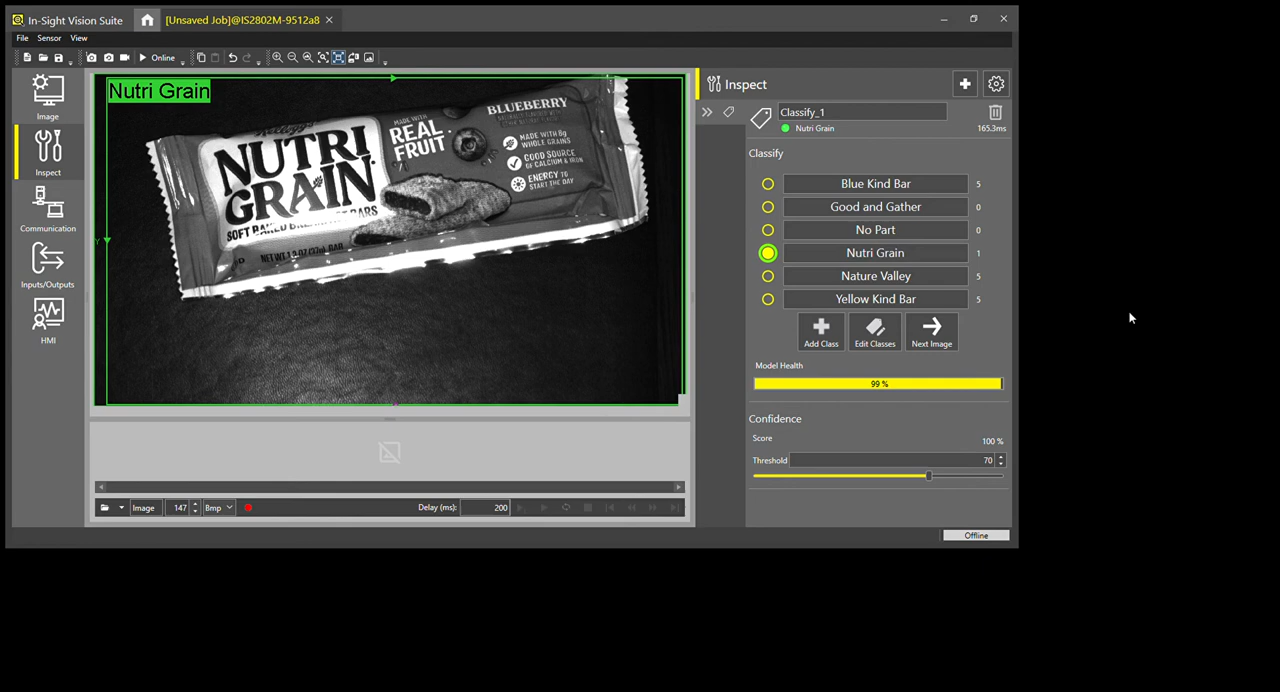 In-Sight Vision Suite
[Unsaved Job]@IS2802M-9512a8
File Sensor View
Online
Image
Inspect
Communication
Inputs/Outputs
HMI
Nutri Grain
Kellogg's
NUTRI
GRAIN
SOFT BAKED BREAKFAST BARS
NET WT 1.3 OZ (37g) BAR
MADE WITH
REAL
FRUIT
BLUEBERRY
MADE WITH 8g
WHOLE GRAINS
GOOD SOURCE
OF CALCIUM & IRON
ENERGY TO
START THE DAY
Y
Image 147 Bmp
Delay (ms): 200
Inspect
Classify_1
Nutri Grain 165.3ms
Classify
Blue Kind Bar 5
Good and Gather 0
No Part 0
Nutri Grain 1
Nature Valley 5
Yellow Kind Bar 5
Add Class Edit Classes Next Image
Model Health
99 %
Confidence
Score 100 %
Threshold 70
Offline